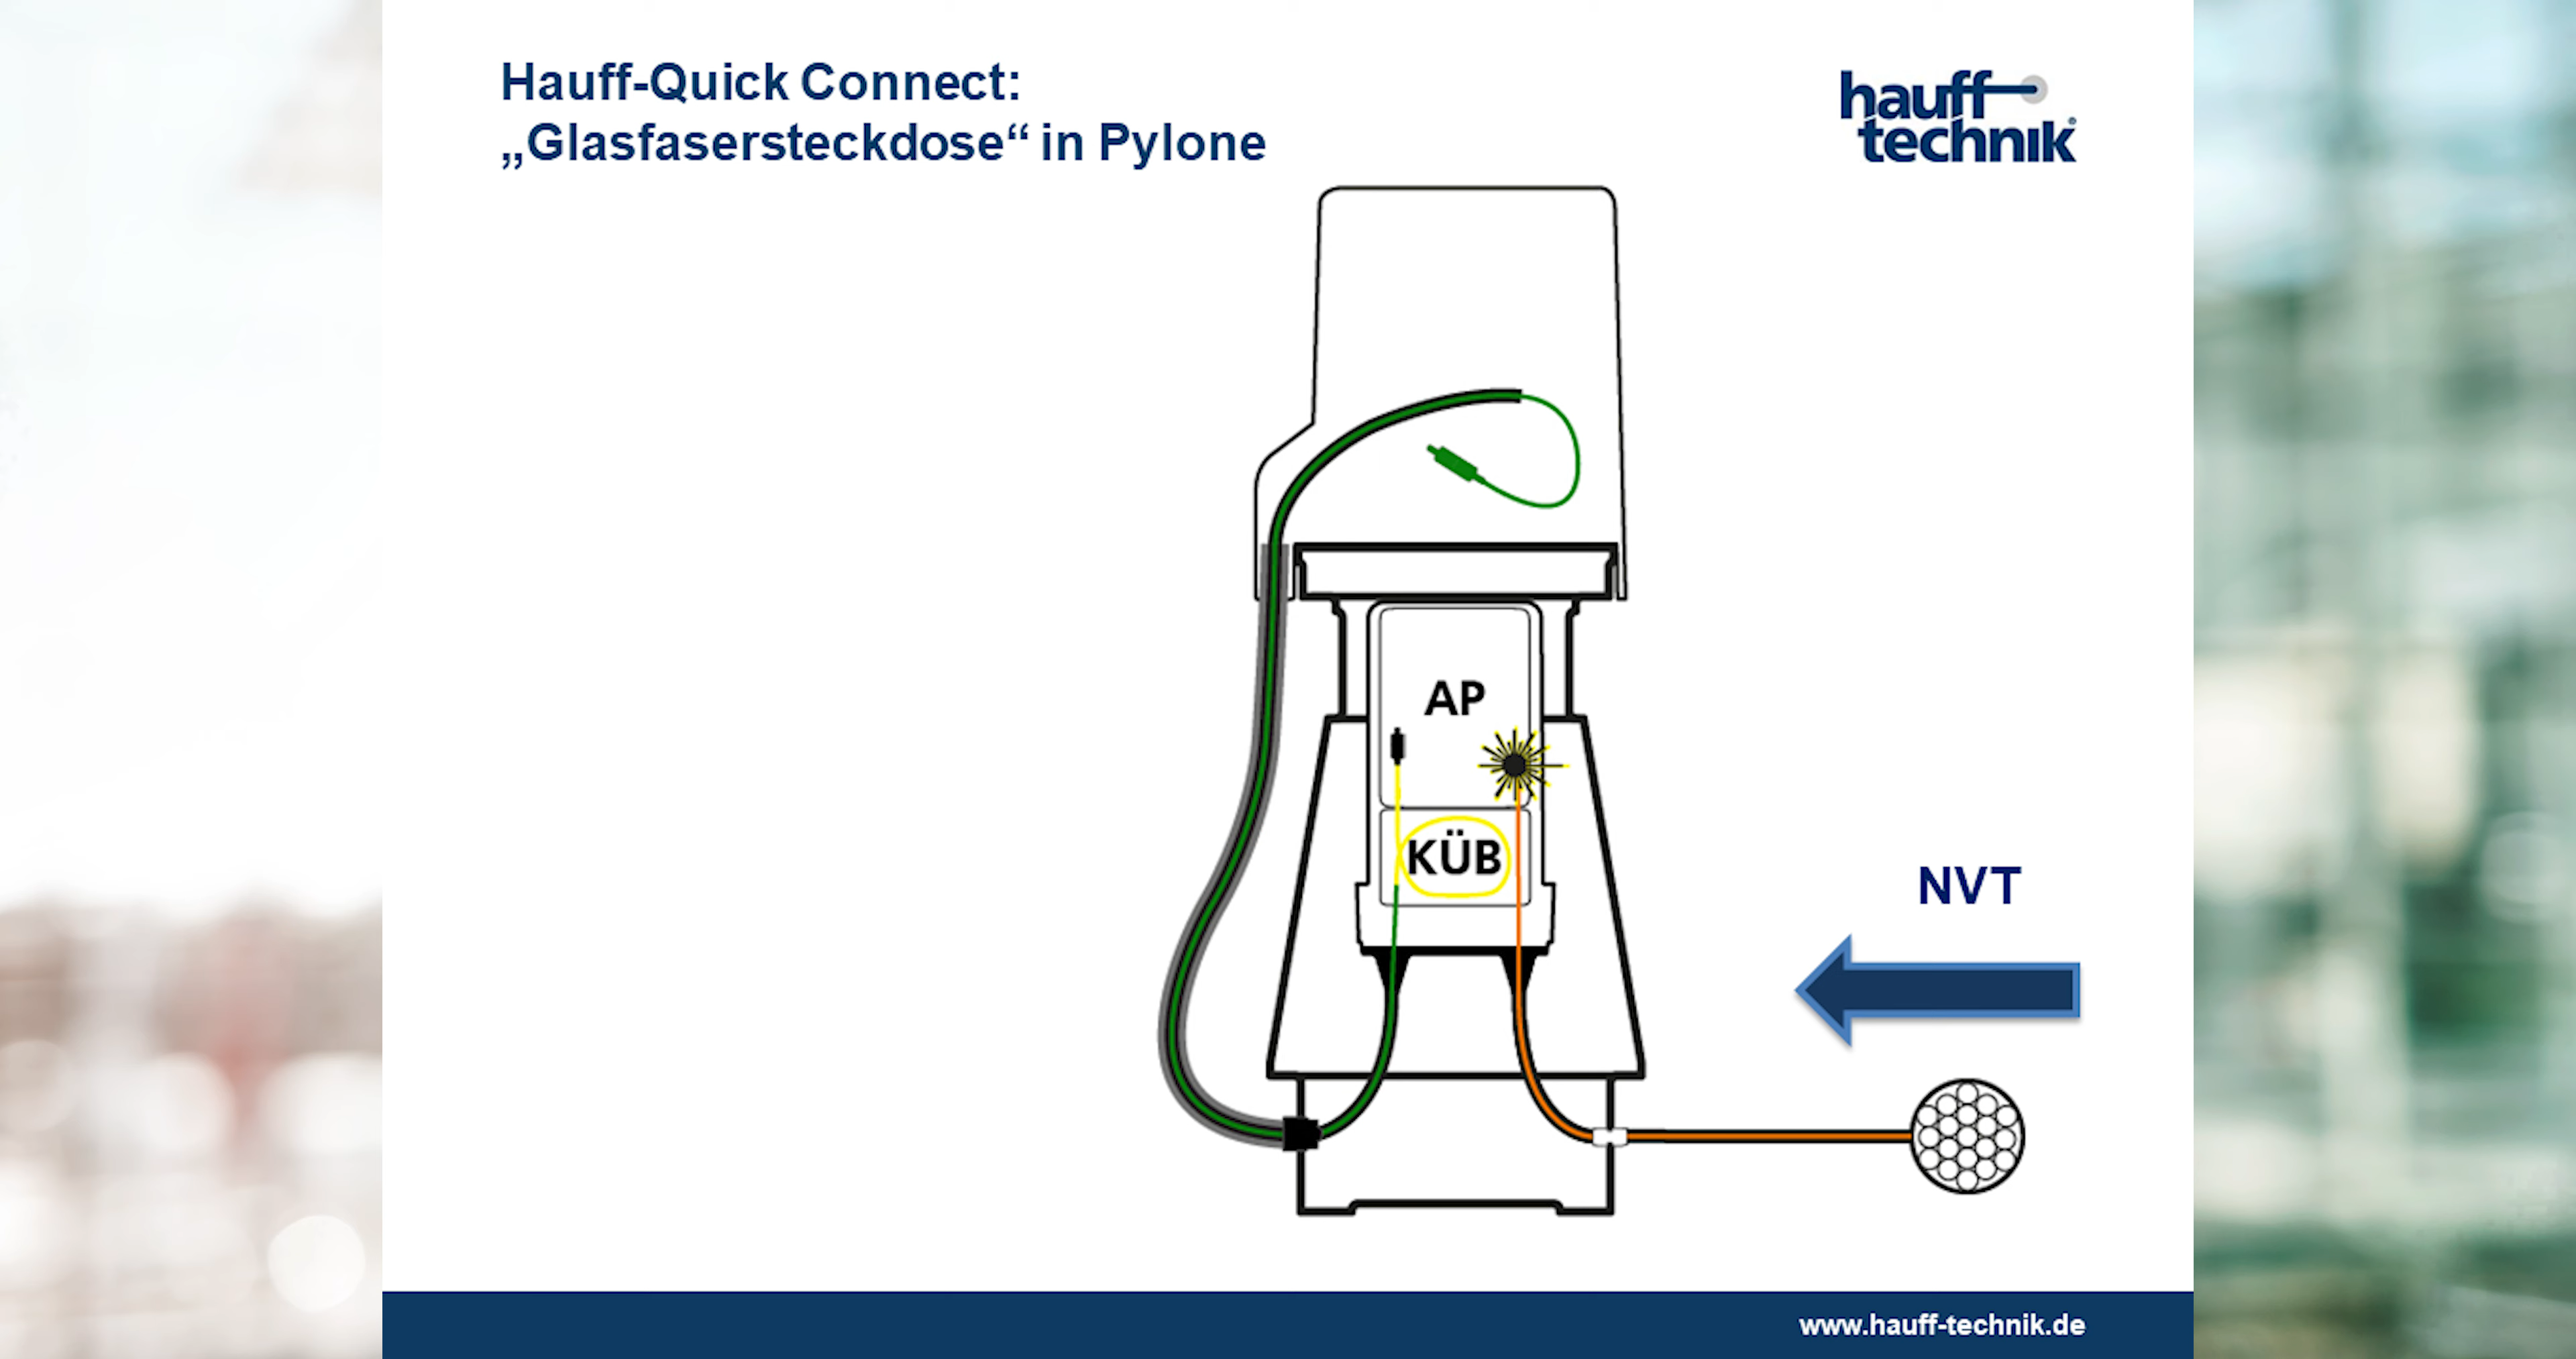 Hauff-Quick Connect:
„Glasfasersteckdose“ in Pylone
hauff
technik®
AP
KÜB
NVT
www.hauff-technik.de